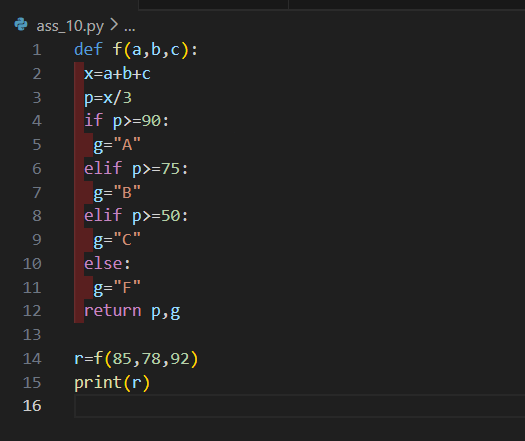 ass_10.py > ...
1 def f(a,b,c):
2  x=a+b+c
3  p=x/3
4  if p>=90:
5   g="A"
6  elif p>=75:
7   g="B"
8  elif p>=50:
9   g="C"
10  else:
11   g="F"
12  return p,g
13
14 r=f(85,78,92)
15 print(r)
16